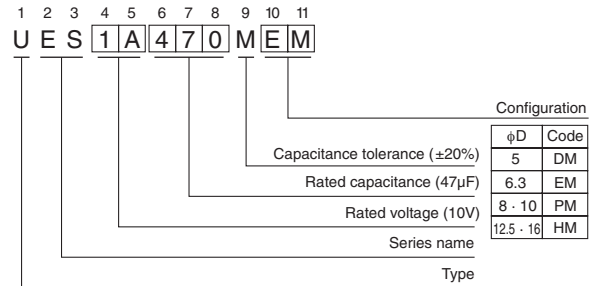 1 2 3 4 5 6 7 8 9 10 11
U E S 1 A 4 7 0 M E M
Configuration
φD Code
5 DM
6.3 EM
8 · 10 PM
12.5 · 16 HM
Capacitance tolerance (±20%)
Rated capacitance (47µF)
Rated voltage (10V)
Series name
Type